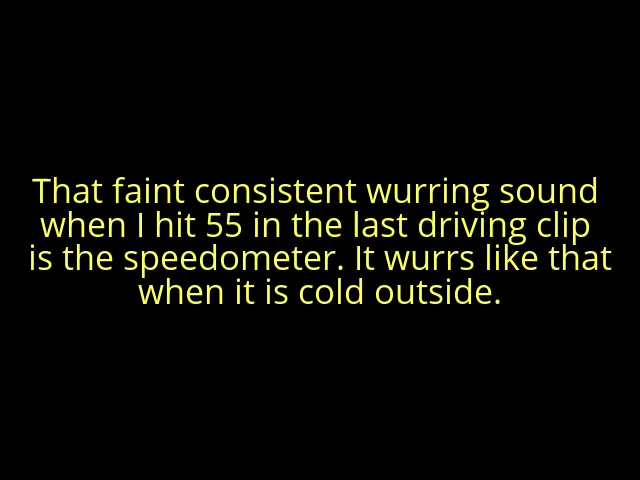 That faint consistent wurring sound
when I hit 55 in the last driving clip
is the speedometer. It wurrs like that
when it is cold outside.